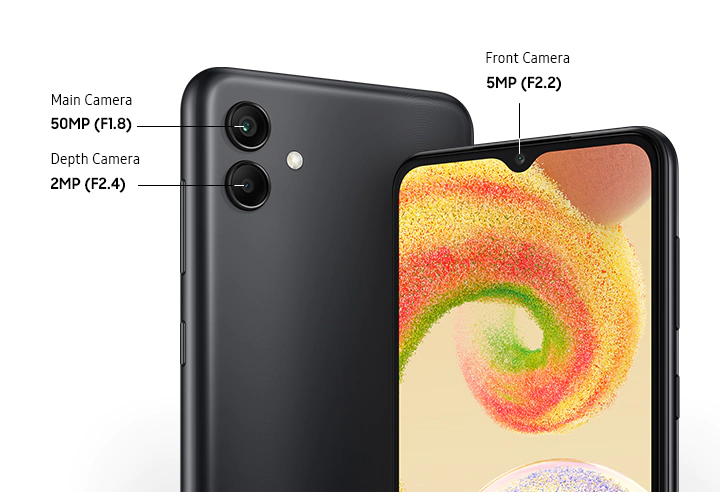 Front Camera
5MP (F2.2)
Main Camera
50MP (F1.8)
Depth Camera
2MP (F2.4)